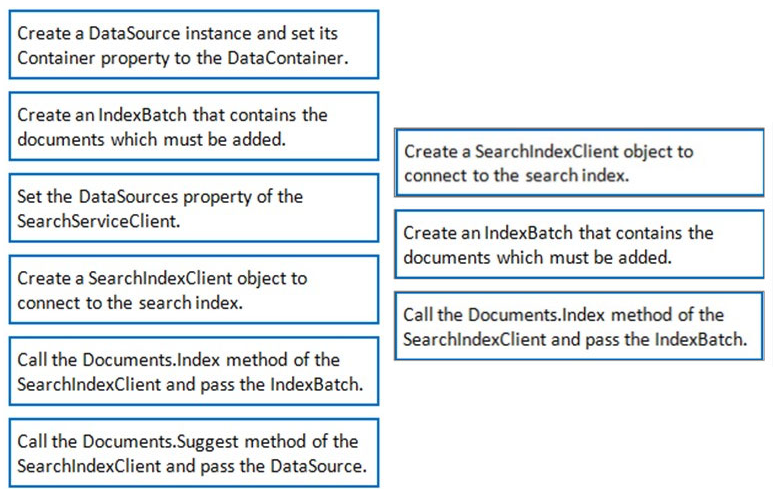 Create a DataSource instance and set its
Container property to the DataContainer.
Create an IndexBatch that contains the
documents which must be added.
Set the DataSources property of the
SearchServiceClient.
Create a SearchIndexClient object to
connect to the search index.
Call the Documents.Index method of the
SearchIndexClient and pass the IndexBatch.
Call the Documents.Suggest method of the
SearchIndexClient and pass the DataSource.
Create a SearchIndexClient object to
connect to the search index.
Create an IndexBatch that contains the
documents which must be added.
Call the Documents.Index method of the
SearchIndexClient and pass the IndexBatch.